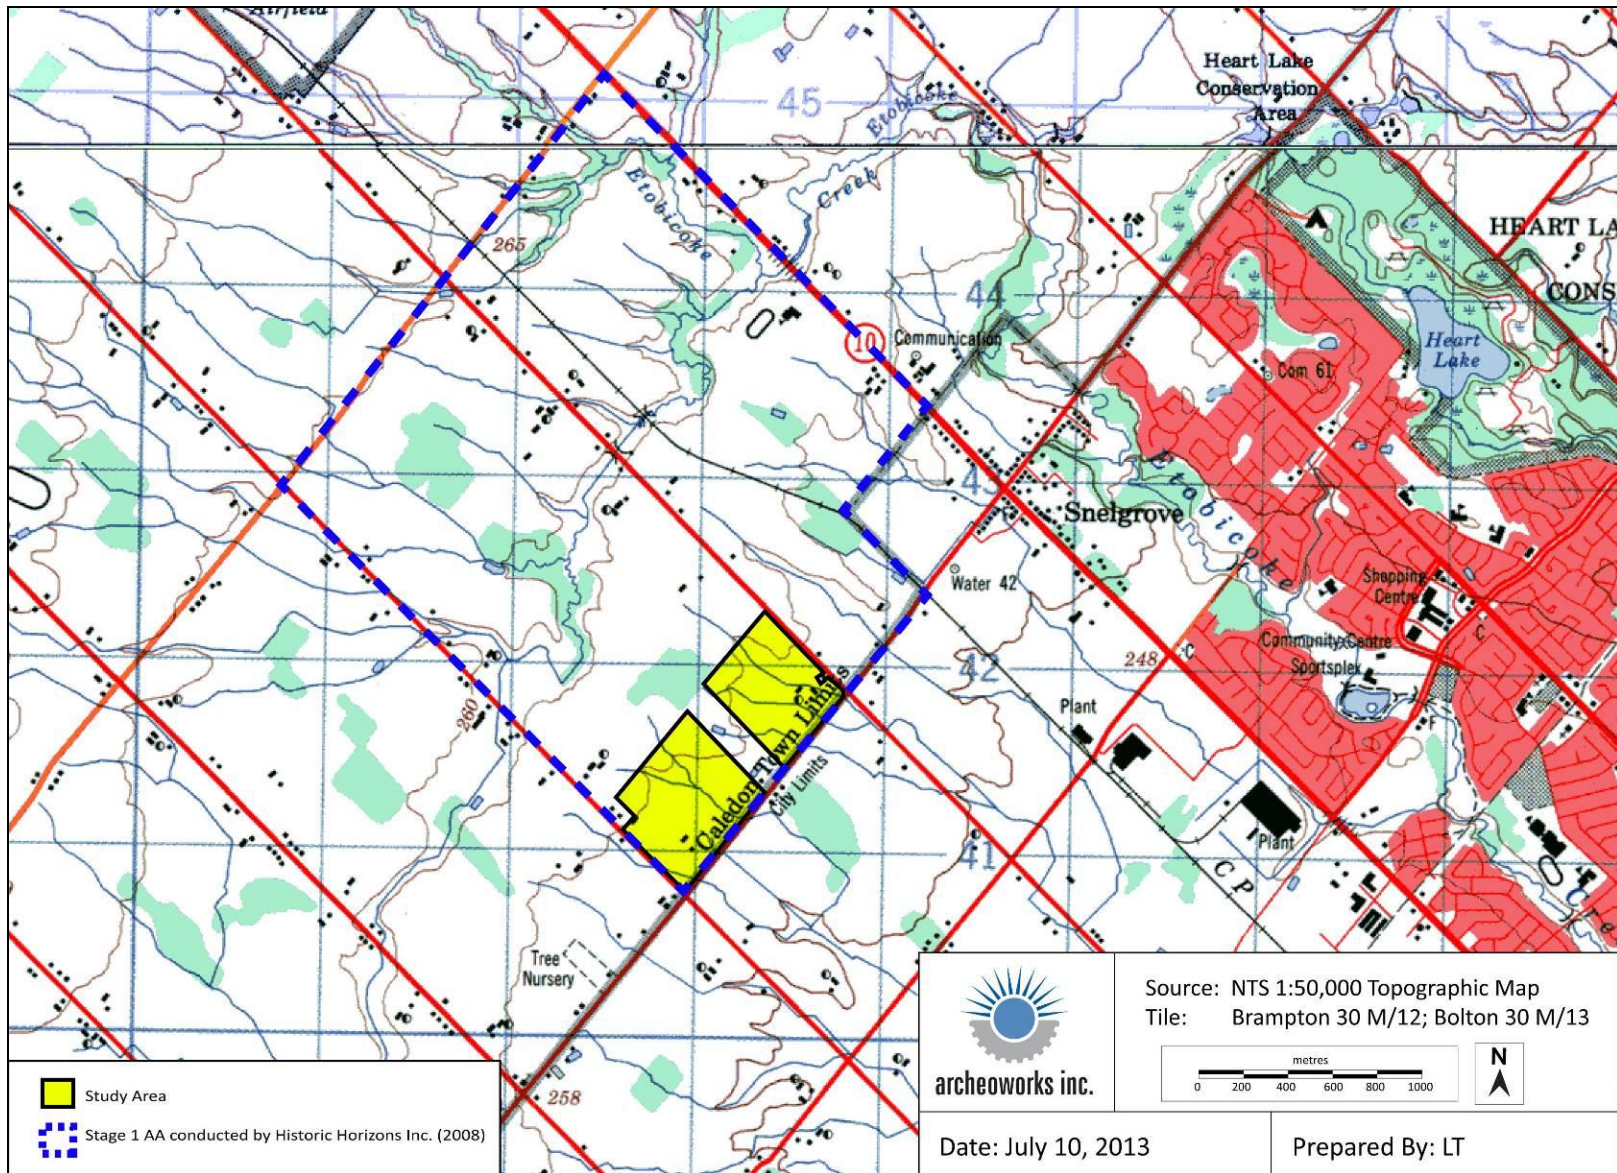 Airfield
Heart Lake
Conservation
Area
45
Etobicoke
Etobicoke
Creek
265
HEART LA
CONS
44
10
Communication
Heart
Lake
Com 61
43
Snelgrove
Etobicoke
Water 42
Shopping
Centre
C
Community Centre
Sportsplex
248
C
42
F
260
Plant
Caledon Town Limits
City Limits
Plant
41
C P
Cre
Tree
Nursery
258
Study Area
Stage 1 AA conducted by Historic Horizons Inc. (2008)
archeoworks inc.
Source: NTS 1:50,000 Topographic Map
Tile: Brampton 30 M/12; Bolton 30 M/13
metres
0 200 400 600 800 1000
N
Date: July 10, 2013
Prepared By: LT